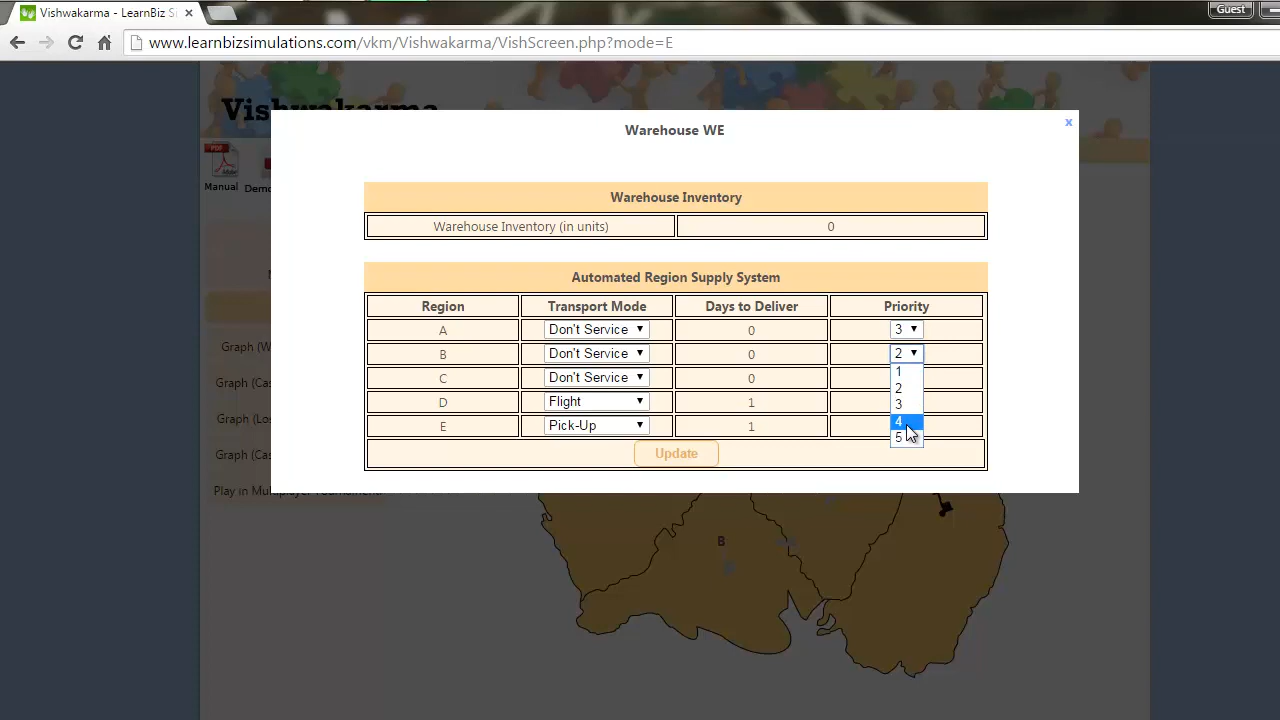 Vishwakarma - LearnBiz Si
Guest
www.learnbizsimulations.com/vkm/Vishwakarma/VishScreen.php?mode=E
Vishwakarma
Warehouse WE
x
PDF
Manual
Warehouse Inventory
Warehouse Inventory (in units) 0
Automated Region Supply System
Region Transport Mode Days to Deliver Priority
A Don't Service 0 3
B Don't Service 0 2
C Don't Service 0
D Flight 1
E Pick-Up 1
1
2
3
4
5
Update
Graph (W
Graph (Cas
Graph (Los
Graph (Cas
Play in Multiplayer Tournament
B